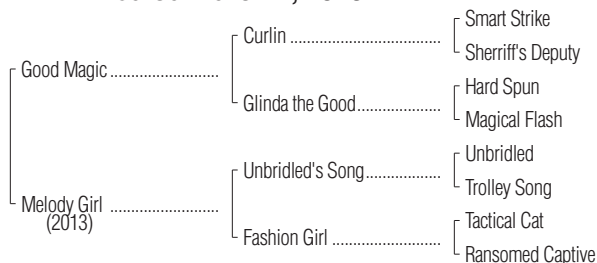 Smart Strike
Curlin
Sherriff's Deputy
Good Magic
Hard Spun
Glinda the Good
Magical Flash
Unbridled
Unbridled's Song
Trolley Song
Melody Girl
(2013)
Tactical Cat
Fashion Girl
Ransomed Captive